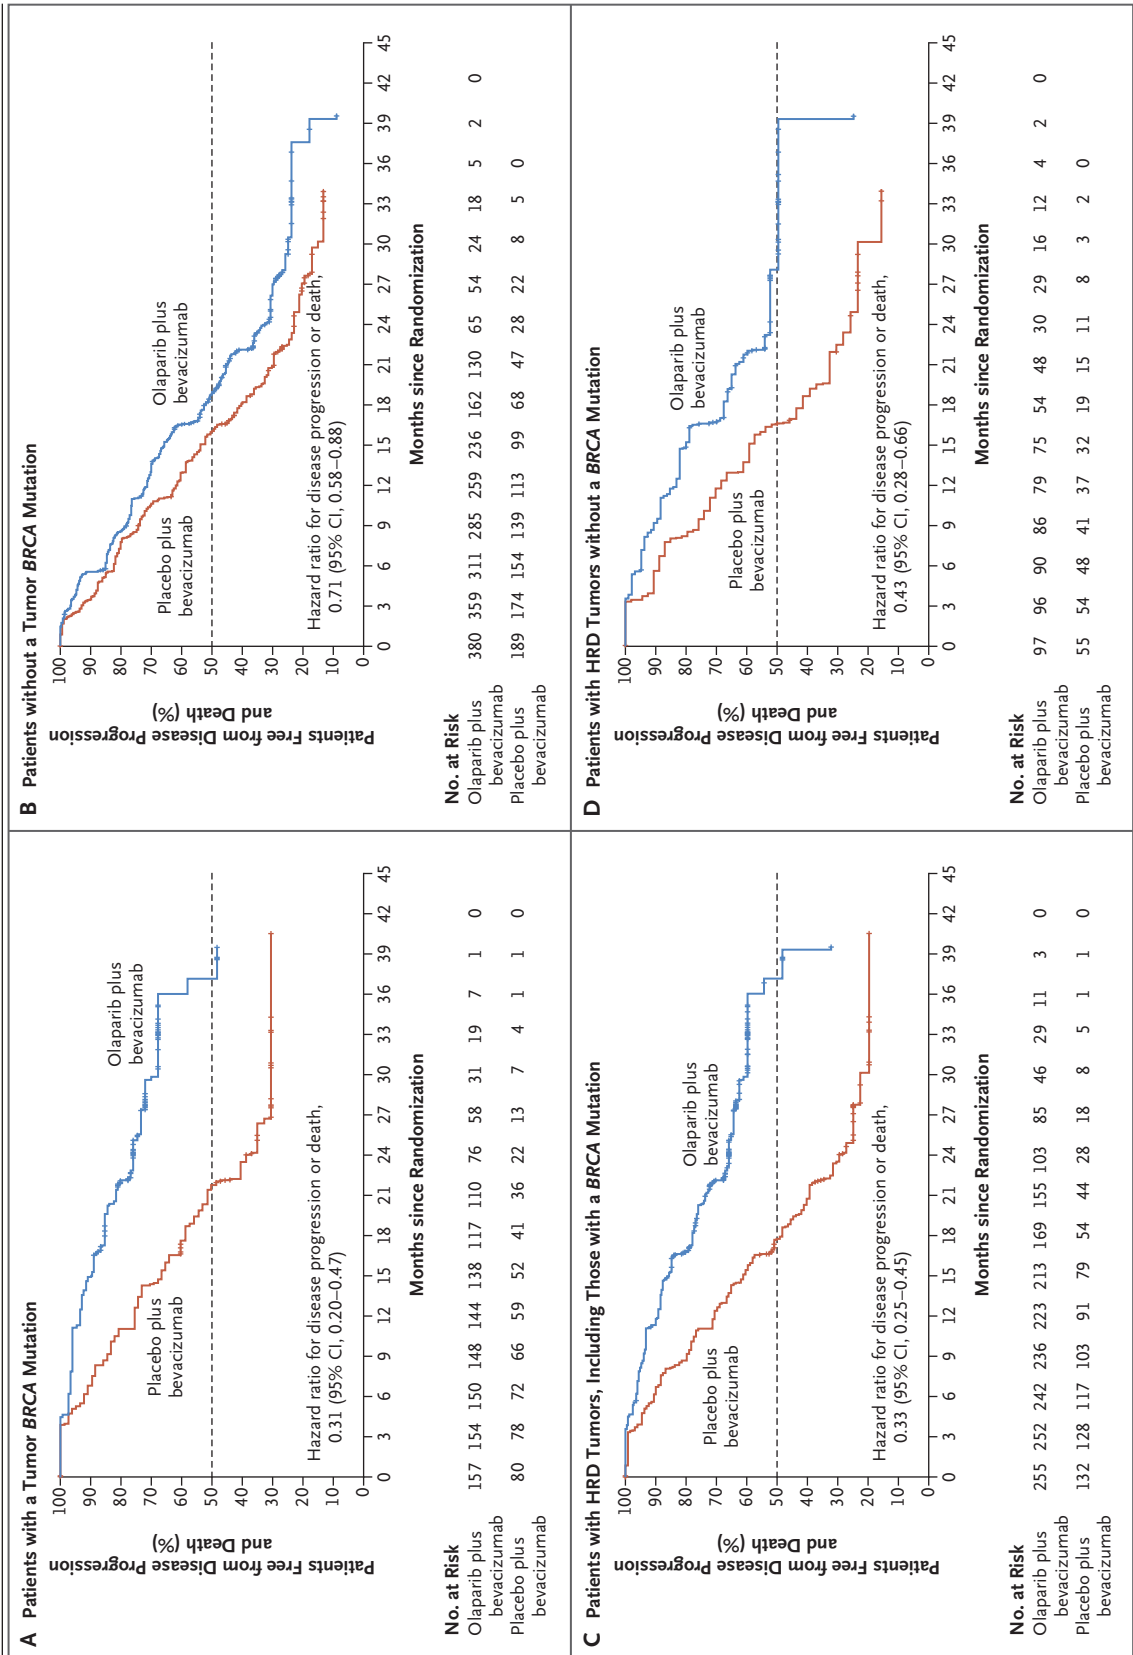 A Patients with a Tumor BRCA Mutation
Patients Free from Disease Progression
and Death (%)
100
90
80
70
60
50
40
30
20
10
0
Olaparib plus
bevacizumab
Placebo plus
bevacizumab
Hazard ratio for disease progression or death,
0.31 (95% CI, 0.20–0.47)
0 3 6 9 12 15 18 21 24 27 30 33 36 39 42 45
Months since Randomization
No. at Risk
Olaparib plus
bevacizumab
157 154 150 148 144 138 117 110 76 58 31 19 7 1 0
Placebo plus
bevacizumab
80 78 72 66 59 52 41 36 22 13 7 4 1 1 0
B Patients without a Tumor BRCA Mutation
Patients Free from Disease Progression
and Death (%)
100
90
80
70
60
50
40
30
20
10
0
Olaparib plus
bevacizumab
Placebo plus
bevacizumab
Hazard ratio for disease progression or death,
0.71 (95% CI, 0.58–0.88)
0 3 6 9 12 15 18 21 24 27 30 33 36 39 42 45
Months since Randomization
No. at Risk
Olaparib plus
bevacizumab
380 359 311 285 259 236 162 130 65 54 24 18 5 2 0
Placebo plus
bevacizumab
189 174 154 139 113 99 68 47 28 22 8 5 0
C Patients with HRD Tumors, Including Those with a BRCA Mutation
Patients Free from Disease Progression
and Death (%)
100
90
80
70
60
50
40
30
20
10
0
Olaparib plus
bevacizumab
Placebo plus
bevacizumab
Hazard ratio for disease progression or death,
0.33 (95% CI, 0.25–0.45)
0 3 6 9 12 15 18 21 24 27 30 33 36 39 42 45
Months since Randomization
No. at Risk
Olaparib plus
bevacizumab
255 252 242 236 223 213 169 155 103 85 46 29 11 3 0
Placebo plus
bevacizumab
132 128 117 103 91 79 54 44 28 18 8 5 1 1 0
D Patients with HRD Tumors without a BRCA Mutation
Patients Free from Disease Progression
and Death (%)
100
90
80
70
60
50
40
30
20
10
0
Olaparib plus
bevacizumab
Placebo plus
bevacizumab
Hazard ratio for disease progression or death,
0.43 (95% CI, 0.28–0.66)
0 3 6 9 12 15 18 21 24 27 30 33 36 39 42 45
Months since Randomization
No. at Risk
Olaparib plus
bevacizumab
97 96 90 86 79 75 54 48 30 29 16 12 4 2 0
Placebo plus
bevacizumab
55 54 48 41 37 32 19 15 11 8 3 2 0